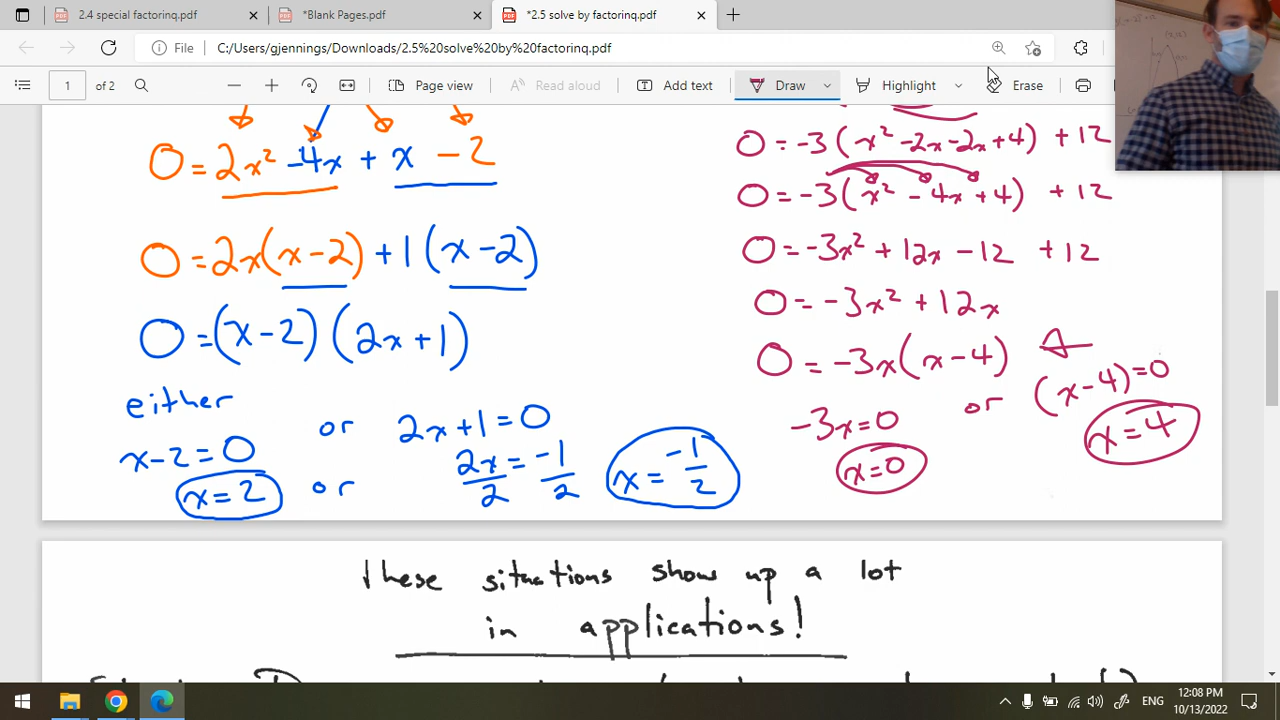 2.4 special factoring.pdf
*Blank Pages.pdf
*2.5 solve by factorinq.pdf
File
C:/Users/gjennings/Downloads/2.5%20solve%20by%20factorinq.pdf
1 of 2
Page view
Read aloud
Add text
Draw
Highlight
Erase
0 = 2x² -4x + x -2
0 = 2x(x-2) +1(x-2)
0 = (x-2)(2x+1)
either
x-2=0 or 2x+1=0
x=2 or 2x/2 = -1/2 x = -1/2
0 = -3(x² -2x -2x +4) +12
0 = -3(x² -4x +4) +12
0 = -3x² +12x -12 +12
0 = -3x² +12x
0 = -3x(x-4)
-3x=0 or (x-4)=0
x=0 x=4
these situations show up a lot
in applications!
ENG
12:08 PM
10/13/2022